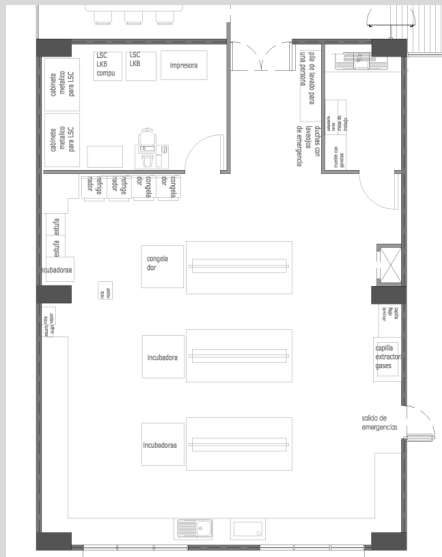 LSC
LKB
compu
LSC
LKB
impresora
cabinete
metalico
para LSC
cabinete
metalico
para LSC
pila de lavado para
una persona
duchas con
lavaojos
de emergencia
refrige
rador
refrige
rador
congela
dor
congela
dor
estufa
estufa
incubadoraa
congela
dor
incubadora
incubadoraa
capilla
extractor
gases
salida de
emergencias